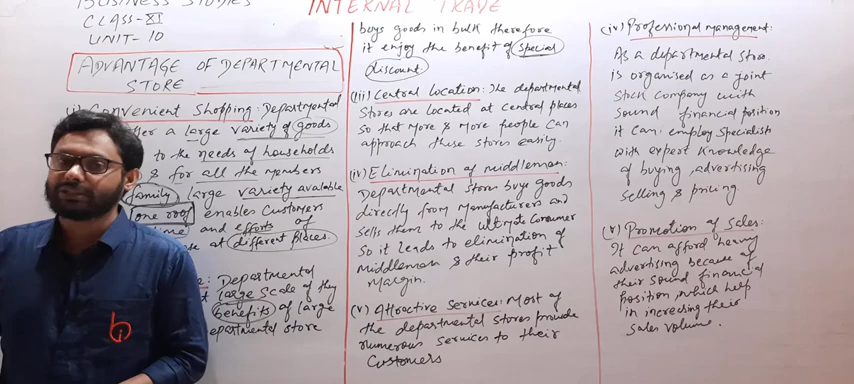 BUSINESS STUDIES
CLASS-XI
UNIT-10
INTERNAL TRADE
ADVANTAGE OF DEPARTMENTAL
STORE
(i) Convenient Shopping: Departmental
a large variety of goods
to the needs of households
& for all the members
family large variety available
one roof enables customers
and efforts of
at different places
Departmental
large scale of they
benefits of large
departmental store
buys goods in bulk therefore
it enjoy the benefit of special
discount
(iii) Central Location: The departmental
Stores are located at central places
so that more & more people can
approach these stores easily.
(iv) Elimination of middleman:
Departmental store buys goods
directly from manufacturers and
sells them to the ultimate consumer
so it leads to elimination of
middleman & their profit
margin.
(v) Attractive services: Most of
the departmental stores provide
numerous services to their
customers
(iv) Professional management:
As a departmental store
is organised as a joint
stock company with
sound financial position
it can employ specialists
with expert knowledge
of buying advertising
selling & pricing
(v) Promotion of Sales:
It can afford heavy
advertising because of
their sound financial
position which help
in increasing their
sales volume.